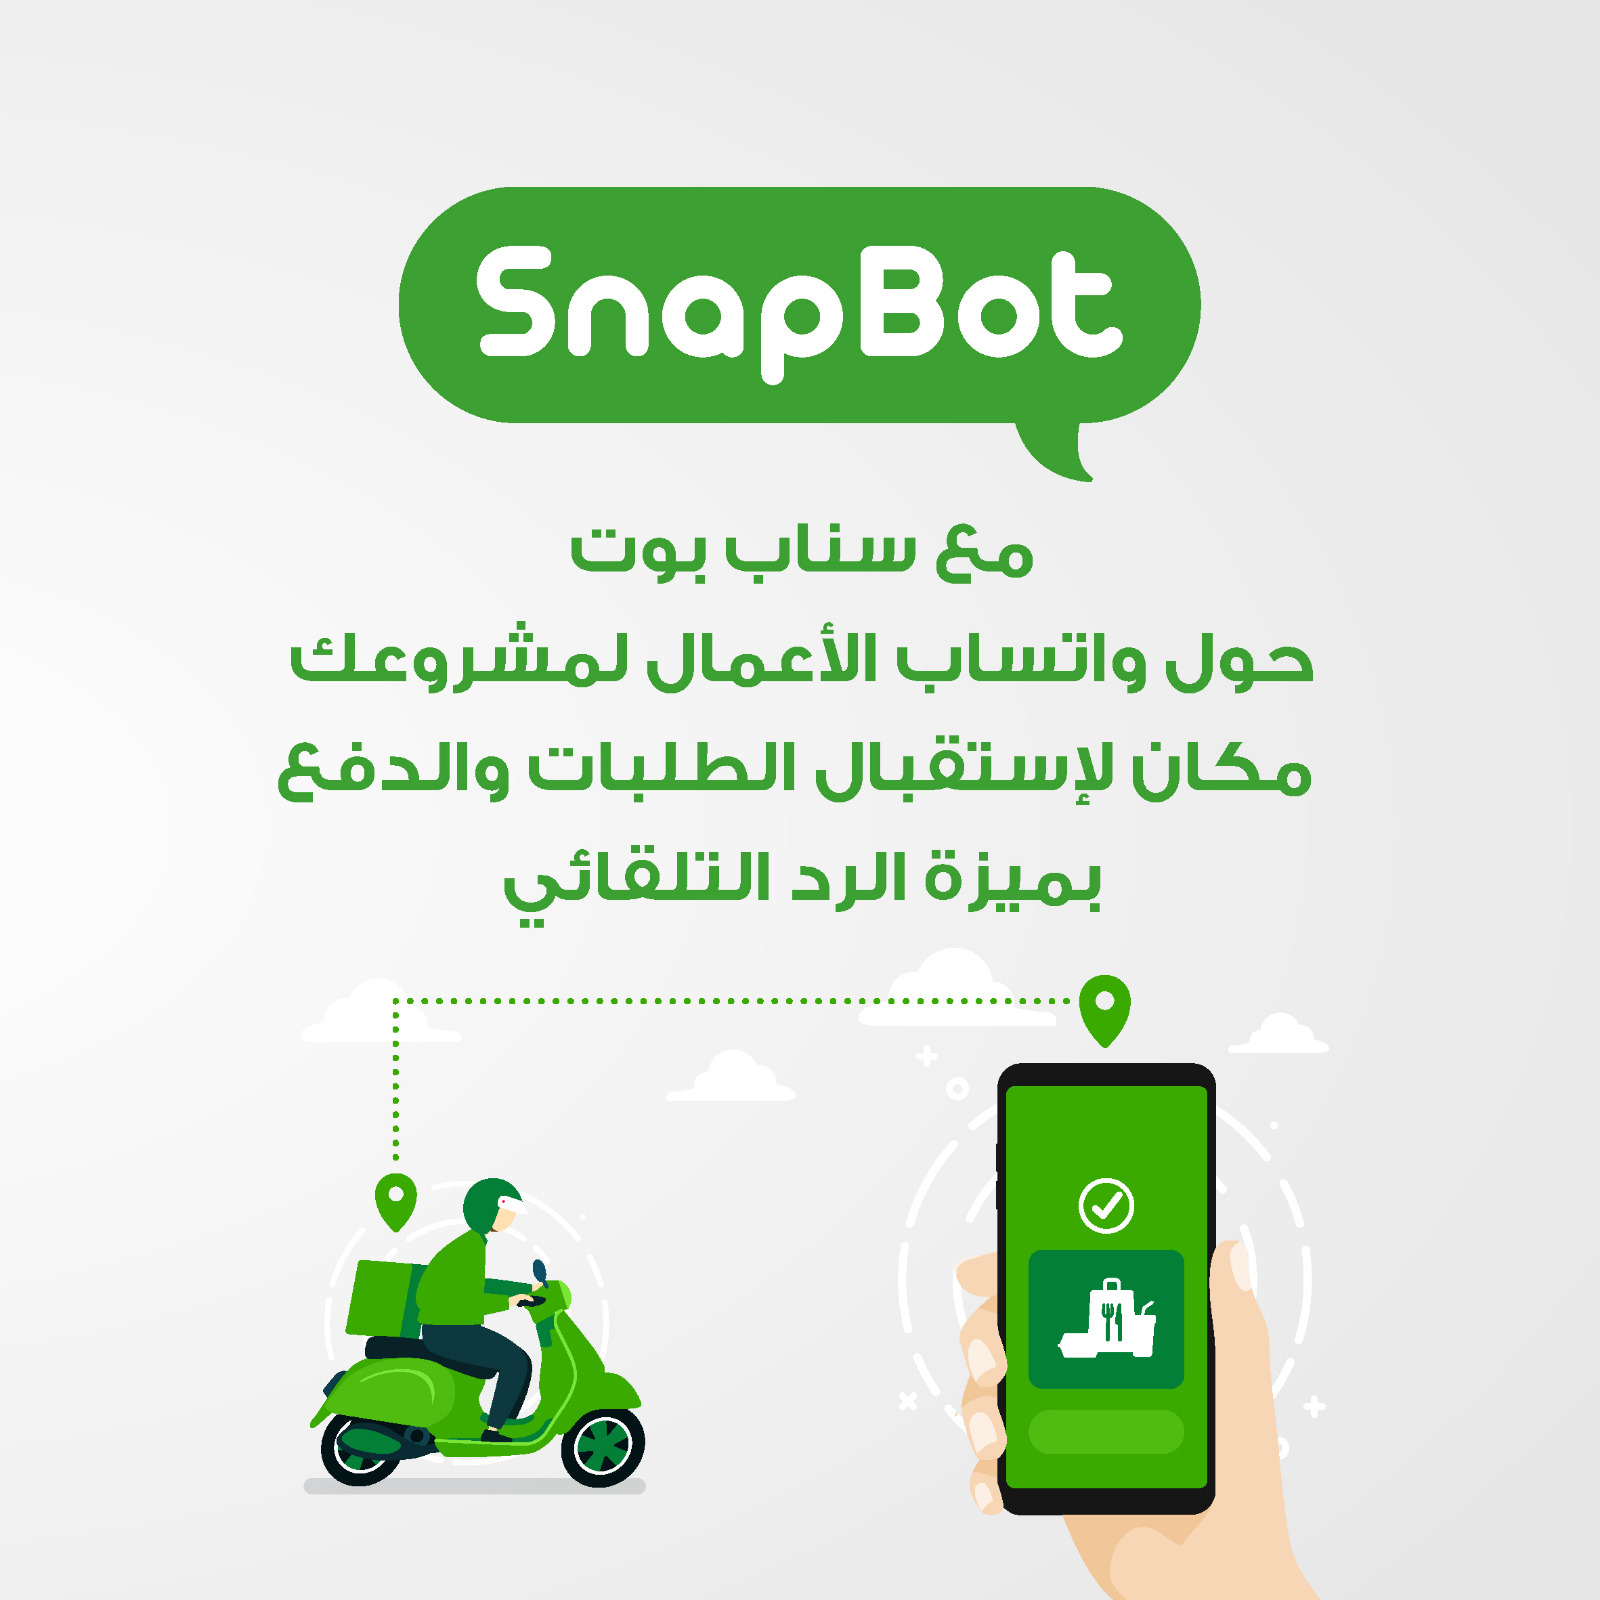 SnapBot
مع سناب بوت
حول واتساب الأعمال لمشروعك
مكان لإستقبال الطلبات والدفع
بميزة الرد التلقائي